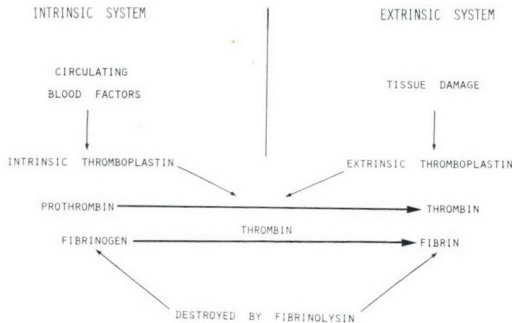 INTRINSIC SYSTEM
EXTRINSIC SYSTEM
CIRCULATING
BLOOD FACTORS
TISSUE DAMAGE
INTRINSIC THROMBOPLASTIN
EXTRINSIC THROMBOPLASTIN
PROTHROMBIN
THROMBIN
THROMBIN
FIBRINOGEN
FIBRIN
DESTROYED BY FIBRINOLYSIN